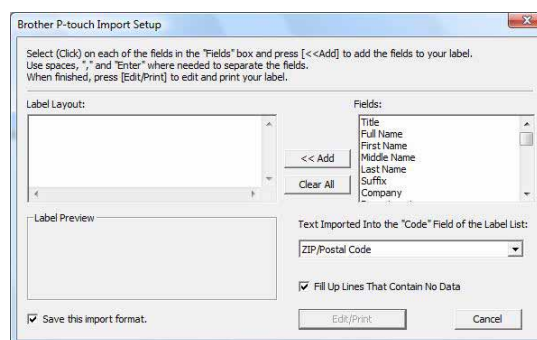 Brother P-touch Import Setup
Select (Click) on each of the fields in the "Fields" box and press [<<Add] to add the fields to your label.
Use spaces, "," and "Enter" where needed to separate the fields.
When finished, press [Edit/Print] to edit and print your label.
Label Layout:
Fields:
Title
Full Name
First Name
Middle Name
Last Name
Suffix
Company
<< Add
Clear All
Label Preview
Text Imported Into the "Code" Field of the Label List:
ZIP/Postal Code
Fill Up Lines That Contain No Data
Save this import format.
Edit/Print
Cancel